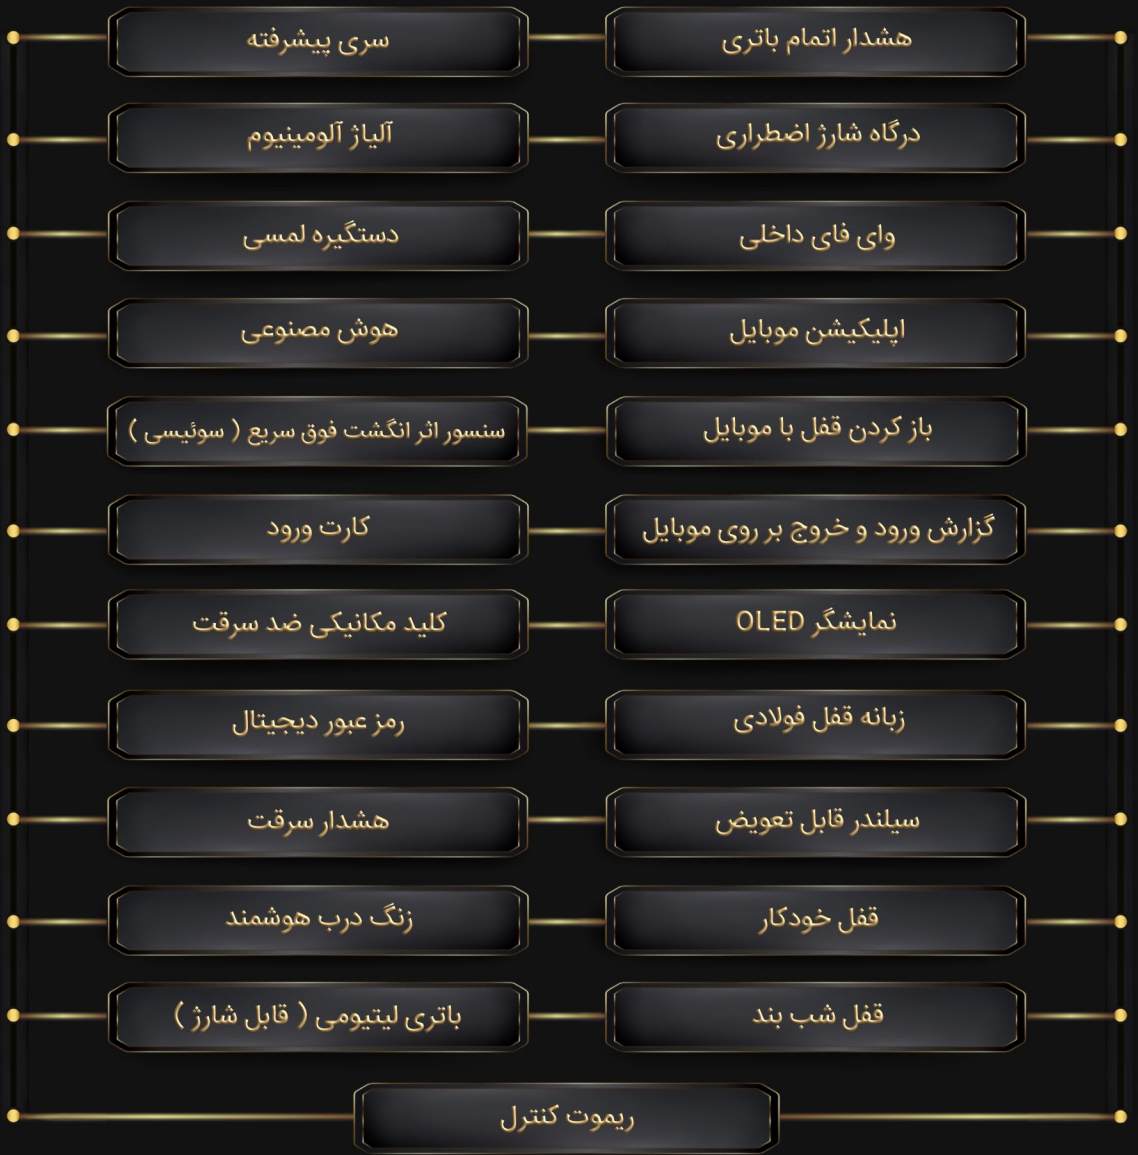 هشدار اتمام باتری
سری پیشرفته
درگاه شارژ اضطراری
آلیاژ آلومینیوم
وای فای داخلی
دستگیره لمسی
اپلیکیشن موبایل
هوش مصنوعی
باز کردن قفل با موبایل
سنسور اثر انگشت فوق سریع ( سوئیسی )
گزارش ورود و خروج بر روی موبایل
کارت ورود
نمایشگر OLED
کلید مکانیکی ضد سرقت
زبانه قفل فولادی
رمز عبور دیجیتال
سیلندر قابل تعویض
هشدار سرقت
قفل خودکار
زنگ درب هوشمند
قفل شب بند
باتری لیتیومی ( قابل شارژ )
ریموت کنترل